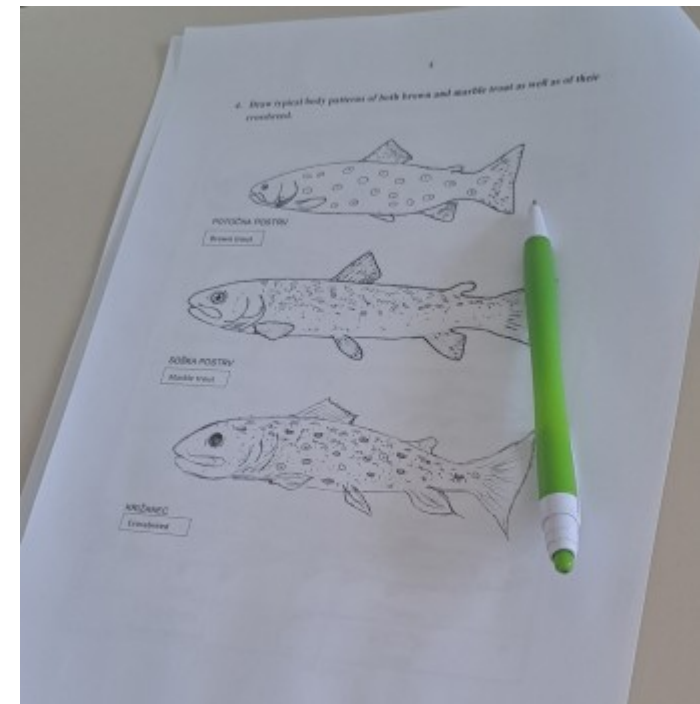 4
4. Draw typical body patterns of both brown and marble trout as well as of their
crossbreed.
POTOČNA POSTRV
Brown trout
SOŠKA POSTRV
Marble trout
KRIŽANEC
Crossbreed